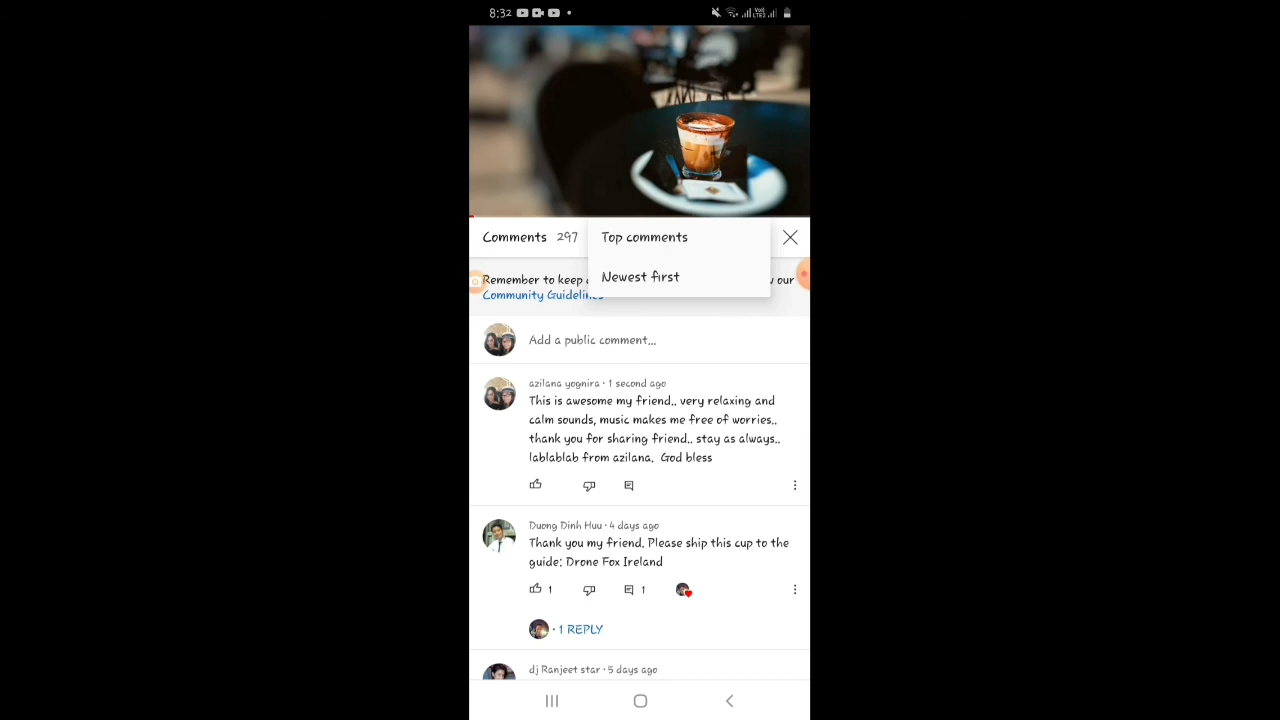 8:32
Comments 297
Top comments
Newest first
Remember to keep
our
Community Guidelines
Add a public comment...
azilana yognira · 1 second ago
This is awesome my friend.. very relaxing and
calm sounds, music makes me free of worries..
thank you for sharing friend.. stay as always..
lablablab from azilana. God bless
Duong Dinh Huu · 4 days ago
Thank you my friend. Please ship this cup to the
guide: Drone Fox Ireland
1
1
· 1 REPLY
dj Ranjeet star · 5 days ago